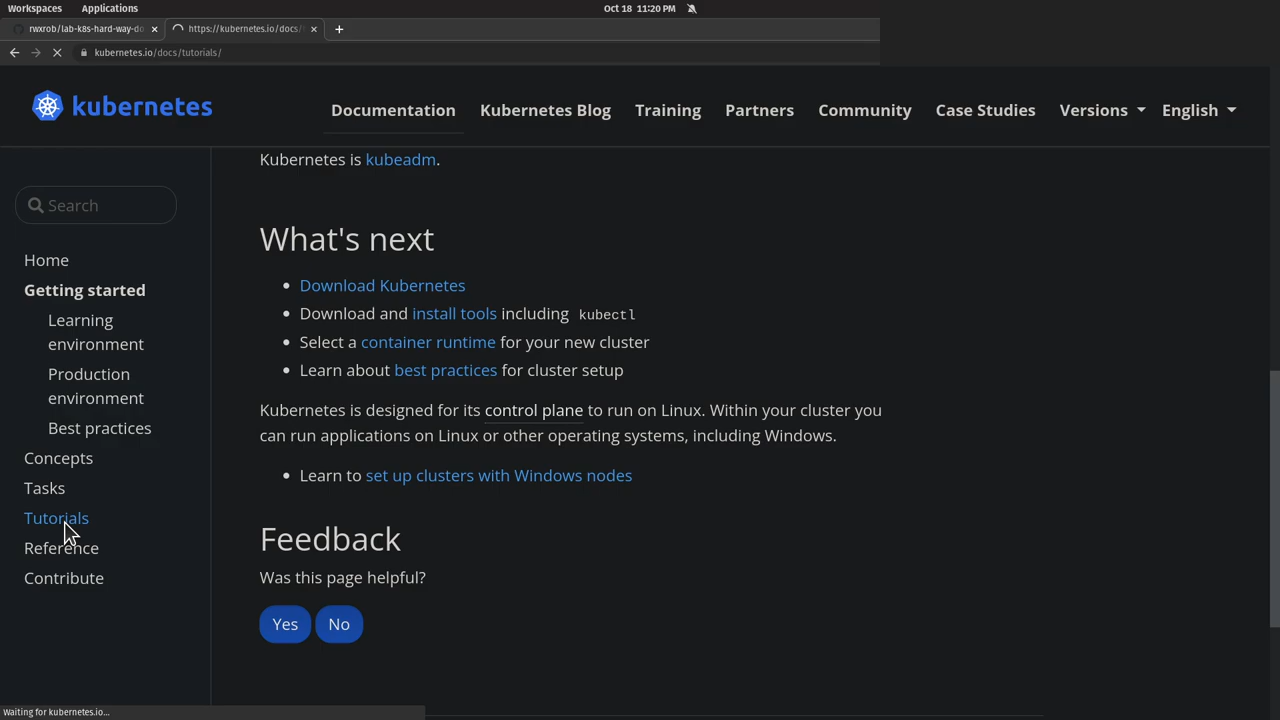 Workspaces Applications Oct 18 11:20 PM
rwxrob/lab-k8s-hard-way-do https://kubernetes.io/docs/
kubernetes.io/docs/tutorials/
kubernetes Documentation Kubernetes Blog Training Partners Community Case Studies Versions English
Search
Home
Getting started
Learning
environment
Production
environment
Best practices
Concepts
Tasks
Tutorials
Reference
Contribute
Kubernetes is kubeadm.
What's next
Download Kubernetes
Download and install tools including kubectl
Select a container runtime for your new cluster
Learn about best practices for cluster setup
Kubernetes is designed for its control plane to run on Linux. Within your cluster you
can run applications on Linux or other operating systems, including Windows.
Learn to set up clusters with Windows nodes
Feedback
Was this page helpful?
Yes No
Waiting for kubernetes.io...